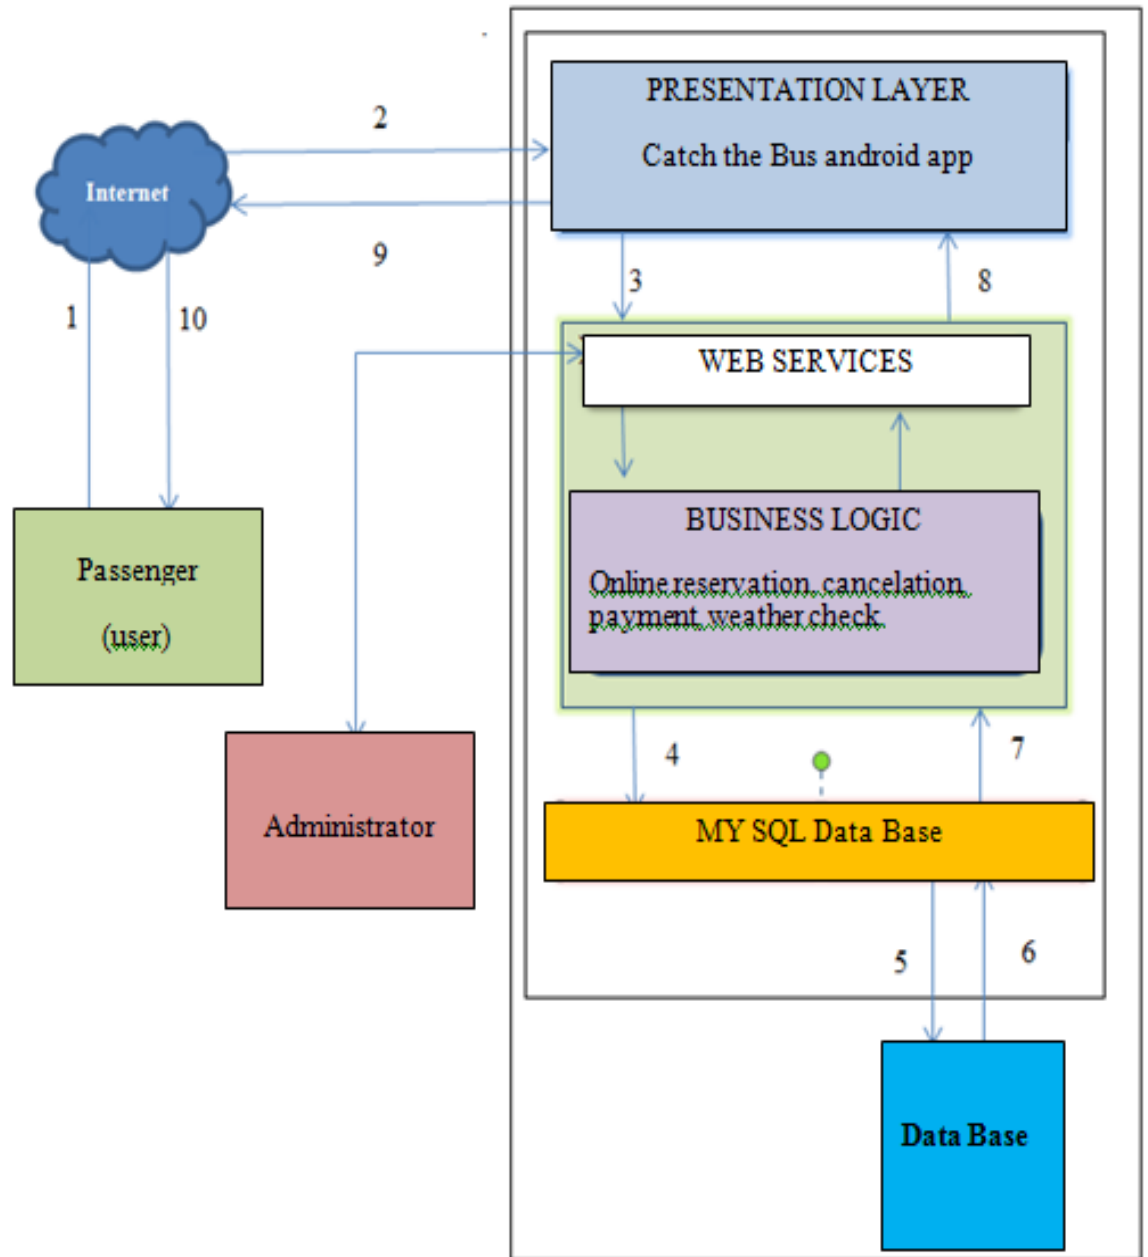 PRESENTATION LAYER
Catch the Bus android app
2
Internet
9
3
8
1
10
WEB SERVICES
BUSINESS LOGIC
Online reservation, cancelation,
payment, weather check
Passenger
(user)
4
7
Administrator
MY SQL Data Base
5
6
Data Base